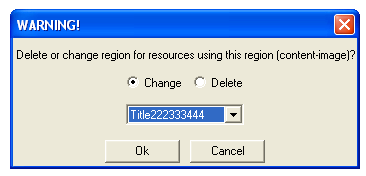 WARNING!
Delete or change region for resources using this region (content-image)?
Change Delete
Title222333444
Ok Cancel